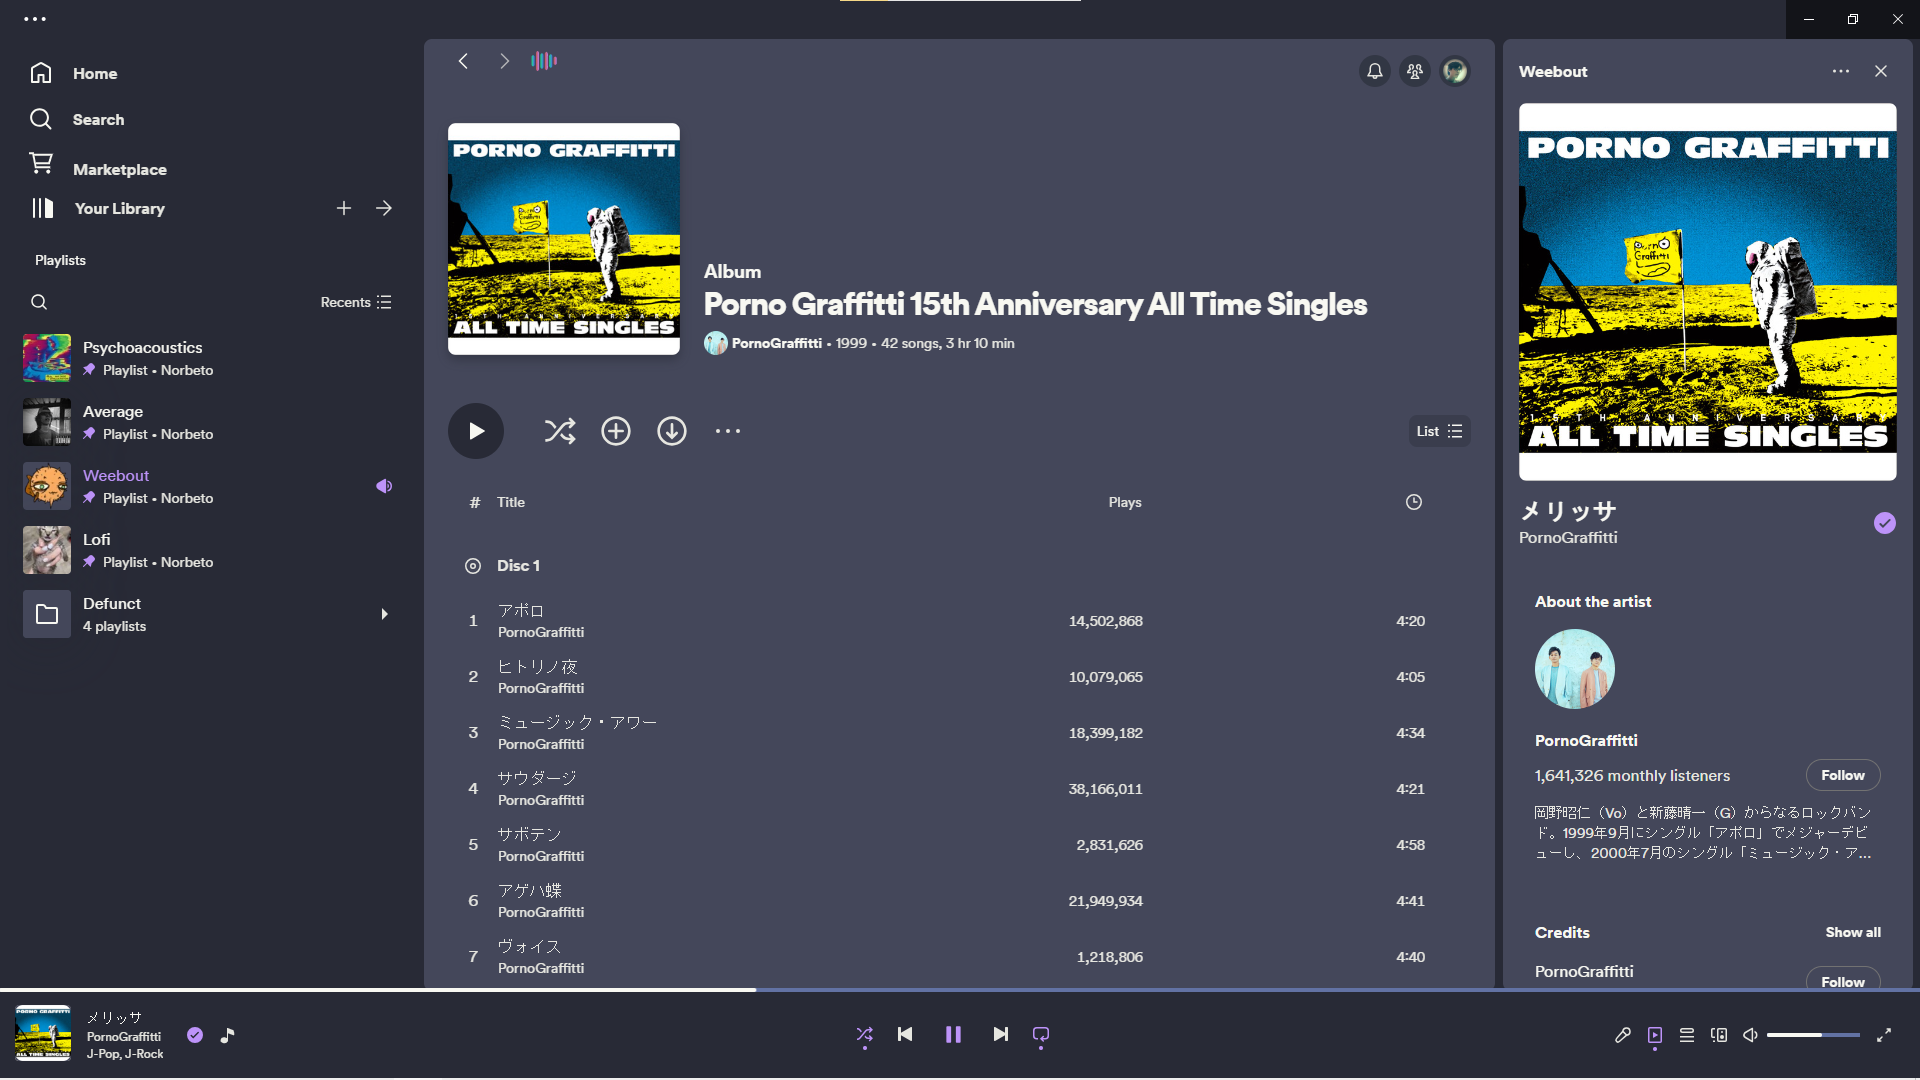 Home
Search
Marketplace
Your Library
Playlists
Recents
Psychoacoustics
Playlist • Norbeto
Average
Playlist • Norbeto
Weebout
Playlist • Norbeto
Lofi
Playlist • Norbeto
Defunct
4 playlists
PORNO GRAFFITTI
Porno Graffitti
ALL TIME SINGLES
Album
Porno Graffitti 15th Anniversary All Time Singles
PornoGraffitti • 1999 • 42 songs, 3 hr 10 min
List
# Title Plays
Disc 1
1 アポロ 14,502,868 4:20
PornoGraffitti
2 ヒトリノ夜 10,079,065 4:05
PornoGraffitti
3 ミュージック・アワー 18,399,182 4:34
PornoGraffitti
4 サウダージ 38,166,011 4:21
PornoGraffitti
5 サボテン 2,831,626 4:58
PornoGraffitti
6 アゲハ蝶 21,949,934 4:41
PornoGraffitti
7 ヴォイス 1,218,806 4:40
PornoGraffitti
Weebout
PORNO GRAFFITTI
Porno
Graffitti
15TH ANNIVERSARY
ALL TIME SINGLES
メリッサ
PornoGraffitti
About the artist
PornoGraffitti
1,641,326 monthly listeners
Follow
岡野昭仁（Vo）と新藤晴一（G）からなるロックバン
ド。1999年9月にシングル「アポロ」でメジャーデビ
ューし、2000年7月のシングル「ミュージック・ア...
Credits
Show all
PornoGraffitti
Follow
PORNO GRAFFITTI
ALL TIME SINGLES
メリッサ
PornoGraffitti
J-Pop, J-Rock